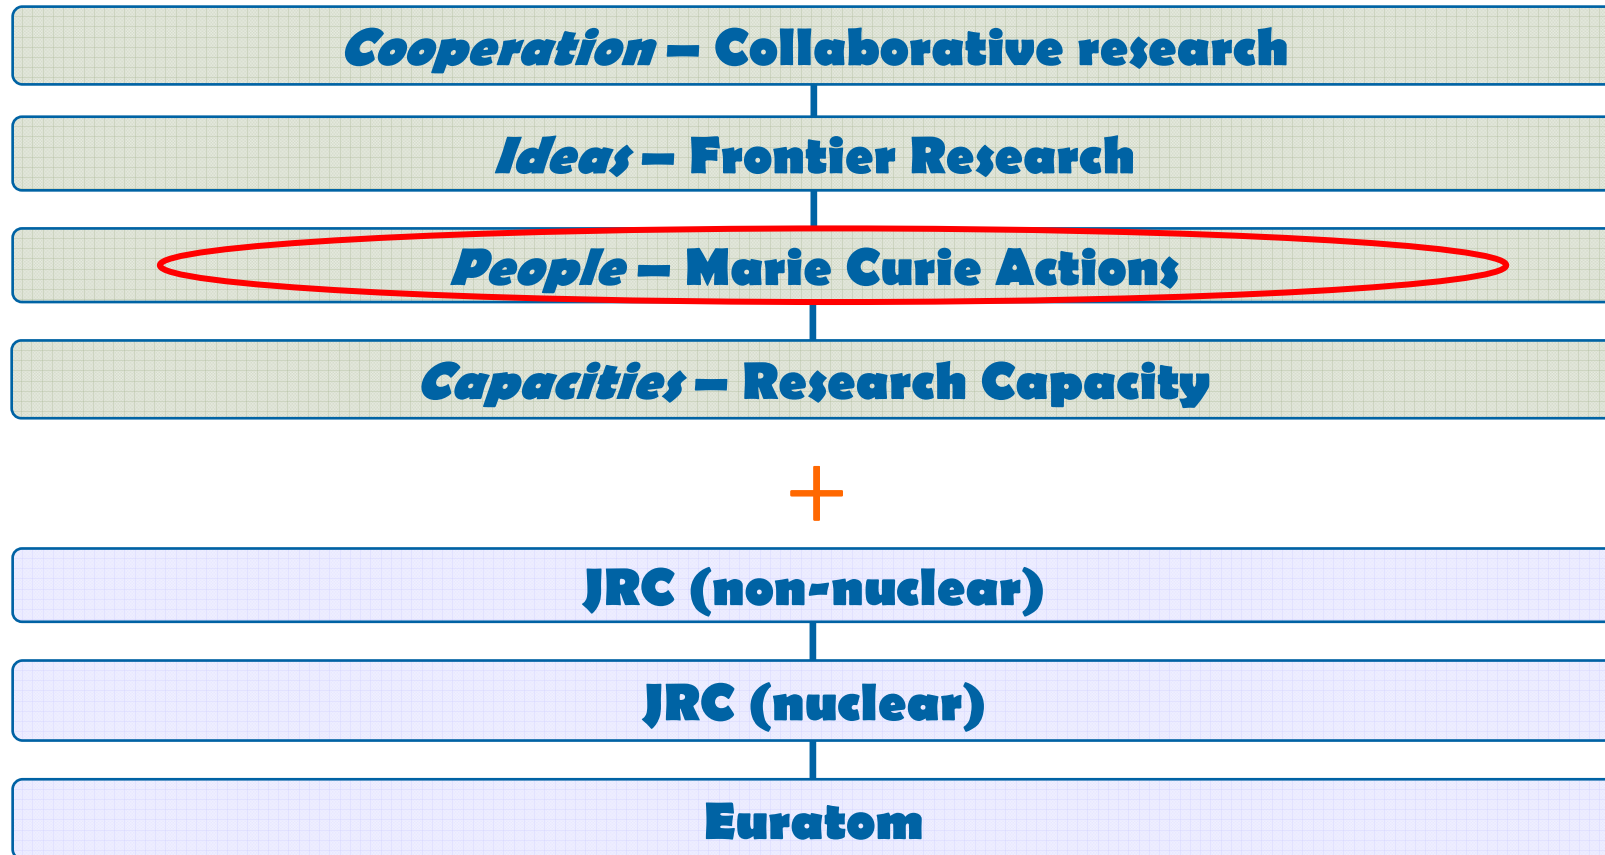 Cooperation – Collaborative research
Ideas – Frontier Research
People – Marie Curie Actions
Capacities – Research Capacity
+
JRC (non-nuclear)
JRC (nuclear)
Euratom